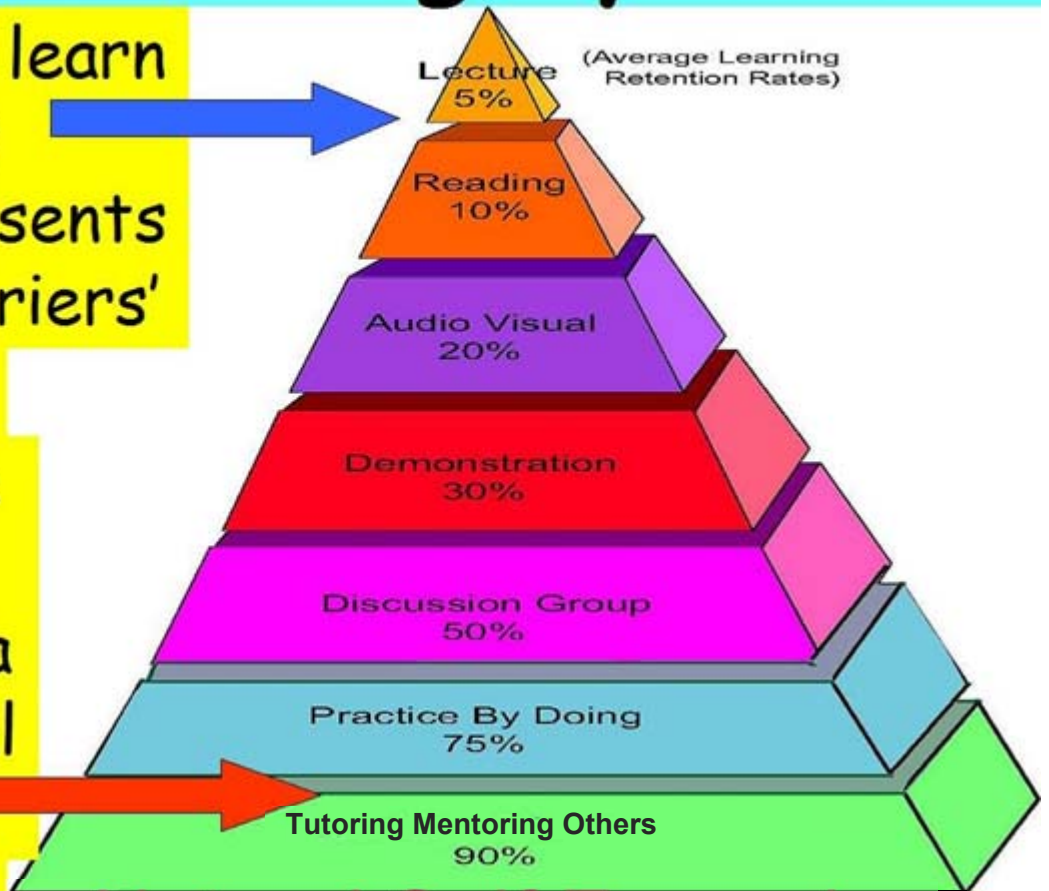 learn
sents
riers’
a
l
Lecture
5%
(Average Learning
Retention Rates)
Reading
10%
Audio Visual
20%
Demonstration
30%
Discussion Group
50%
Practice By Doing
75%
Tutoring Mentoring Others
90%